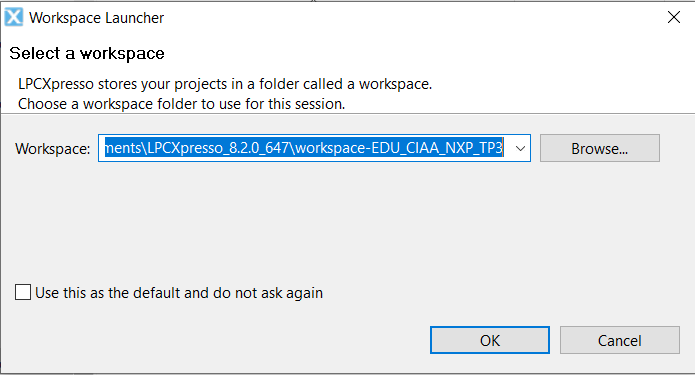 Workspace Launcher
Select a workspace
LPCXpresso stores your projects in a folder called a workspace.
Choose a workspace folder to use for this session.
Workspace: ments\LPCXpresso_8.2.0_647\workspace-EDU_CIAA_NXP_TP3 Browse...
Use this as the default and do not ask again
OK Cancel